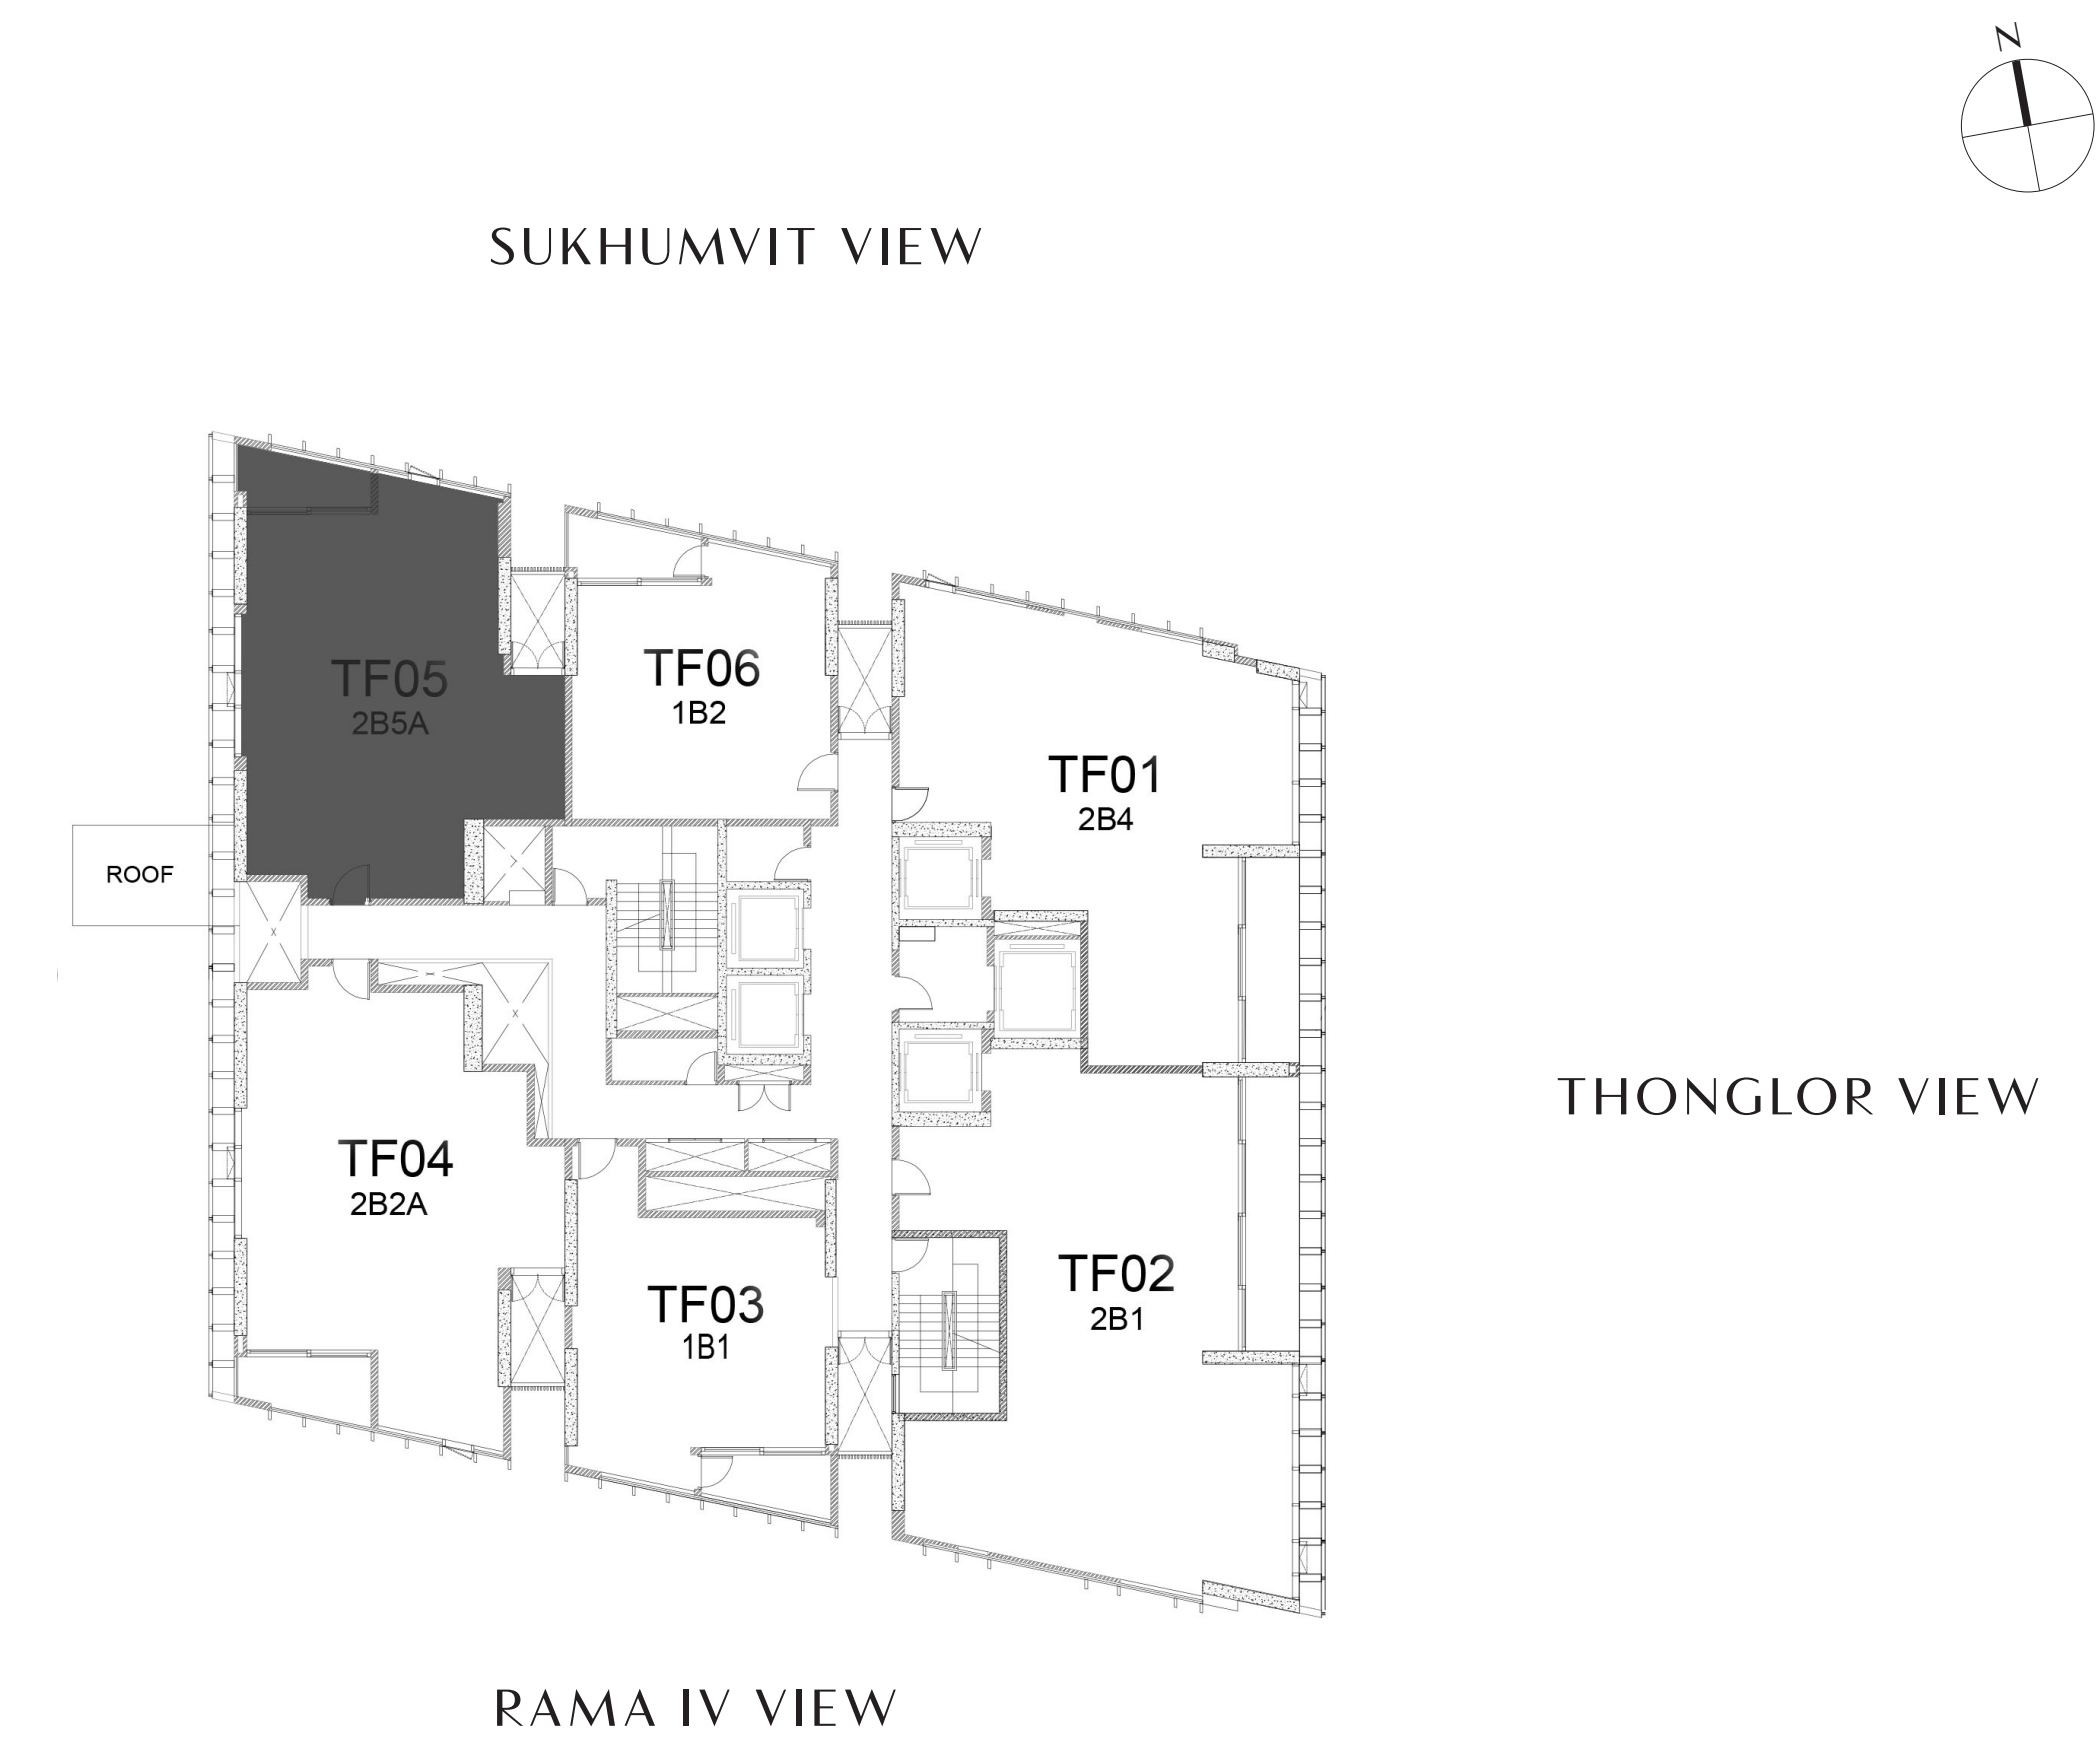 N
SUKHUMVIT VIEW
TF05
2B5A
TF06
1B2
TF01
2B4
ROOF
THONGLOR VIEW
TF04
2B2A
TF03
1B1
TF02
2B1
RAMA IV VIEW